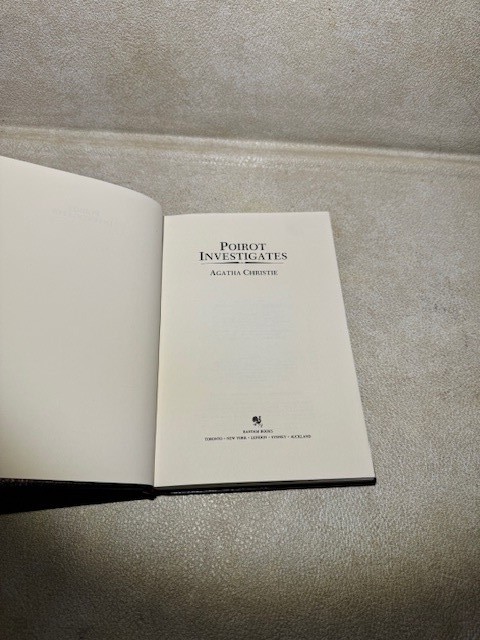 POIROT
INVESTIGATES
AGATHA CHRISTIE
BANTAM BOOKS
TORONTO • NEW YORK • LONDON • SYDNEY • AUCKLAND